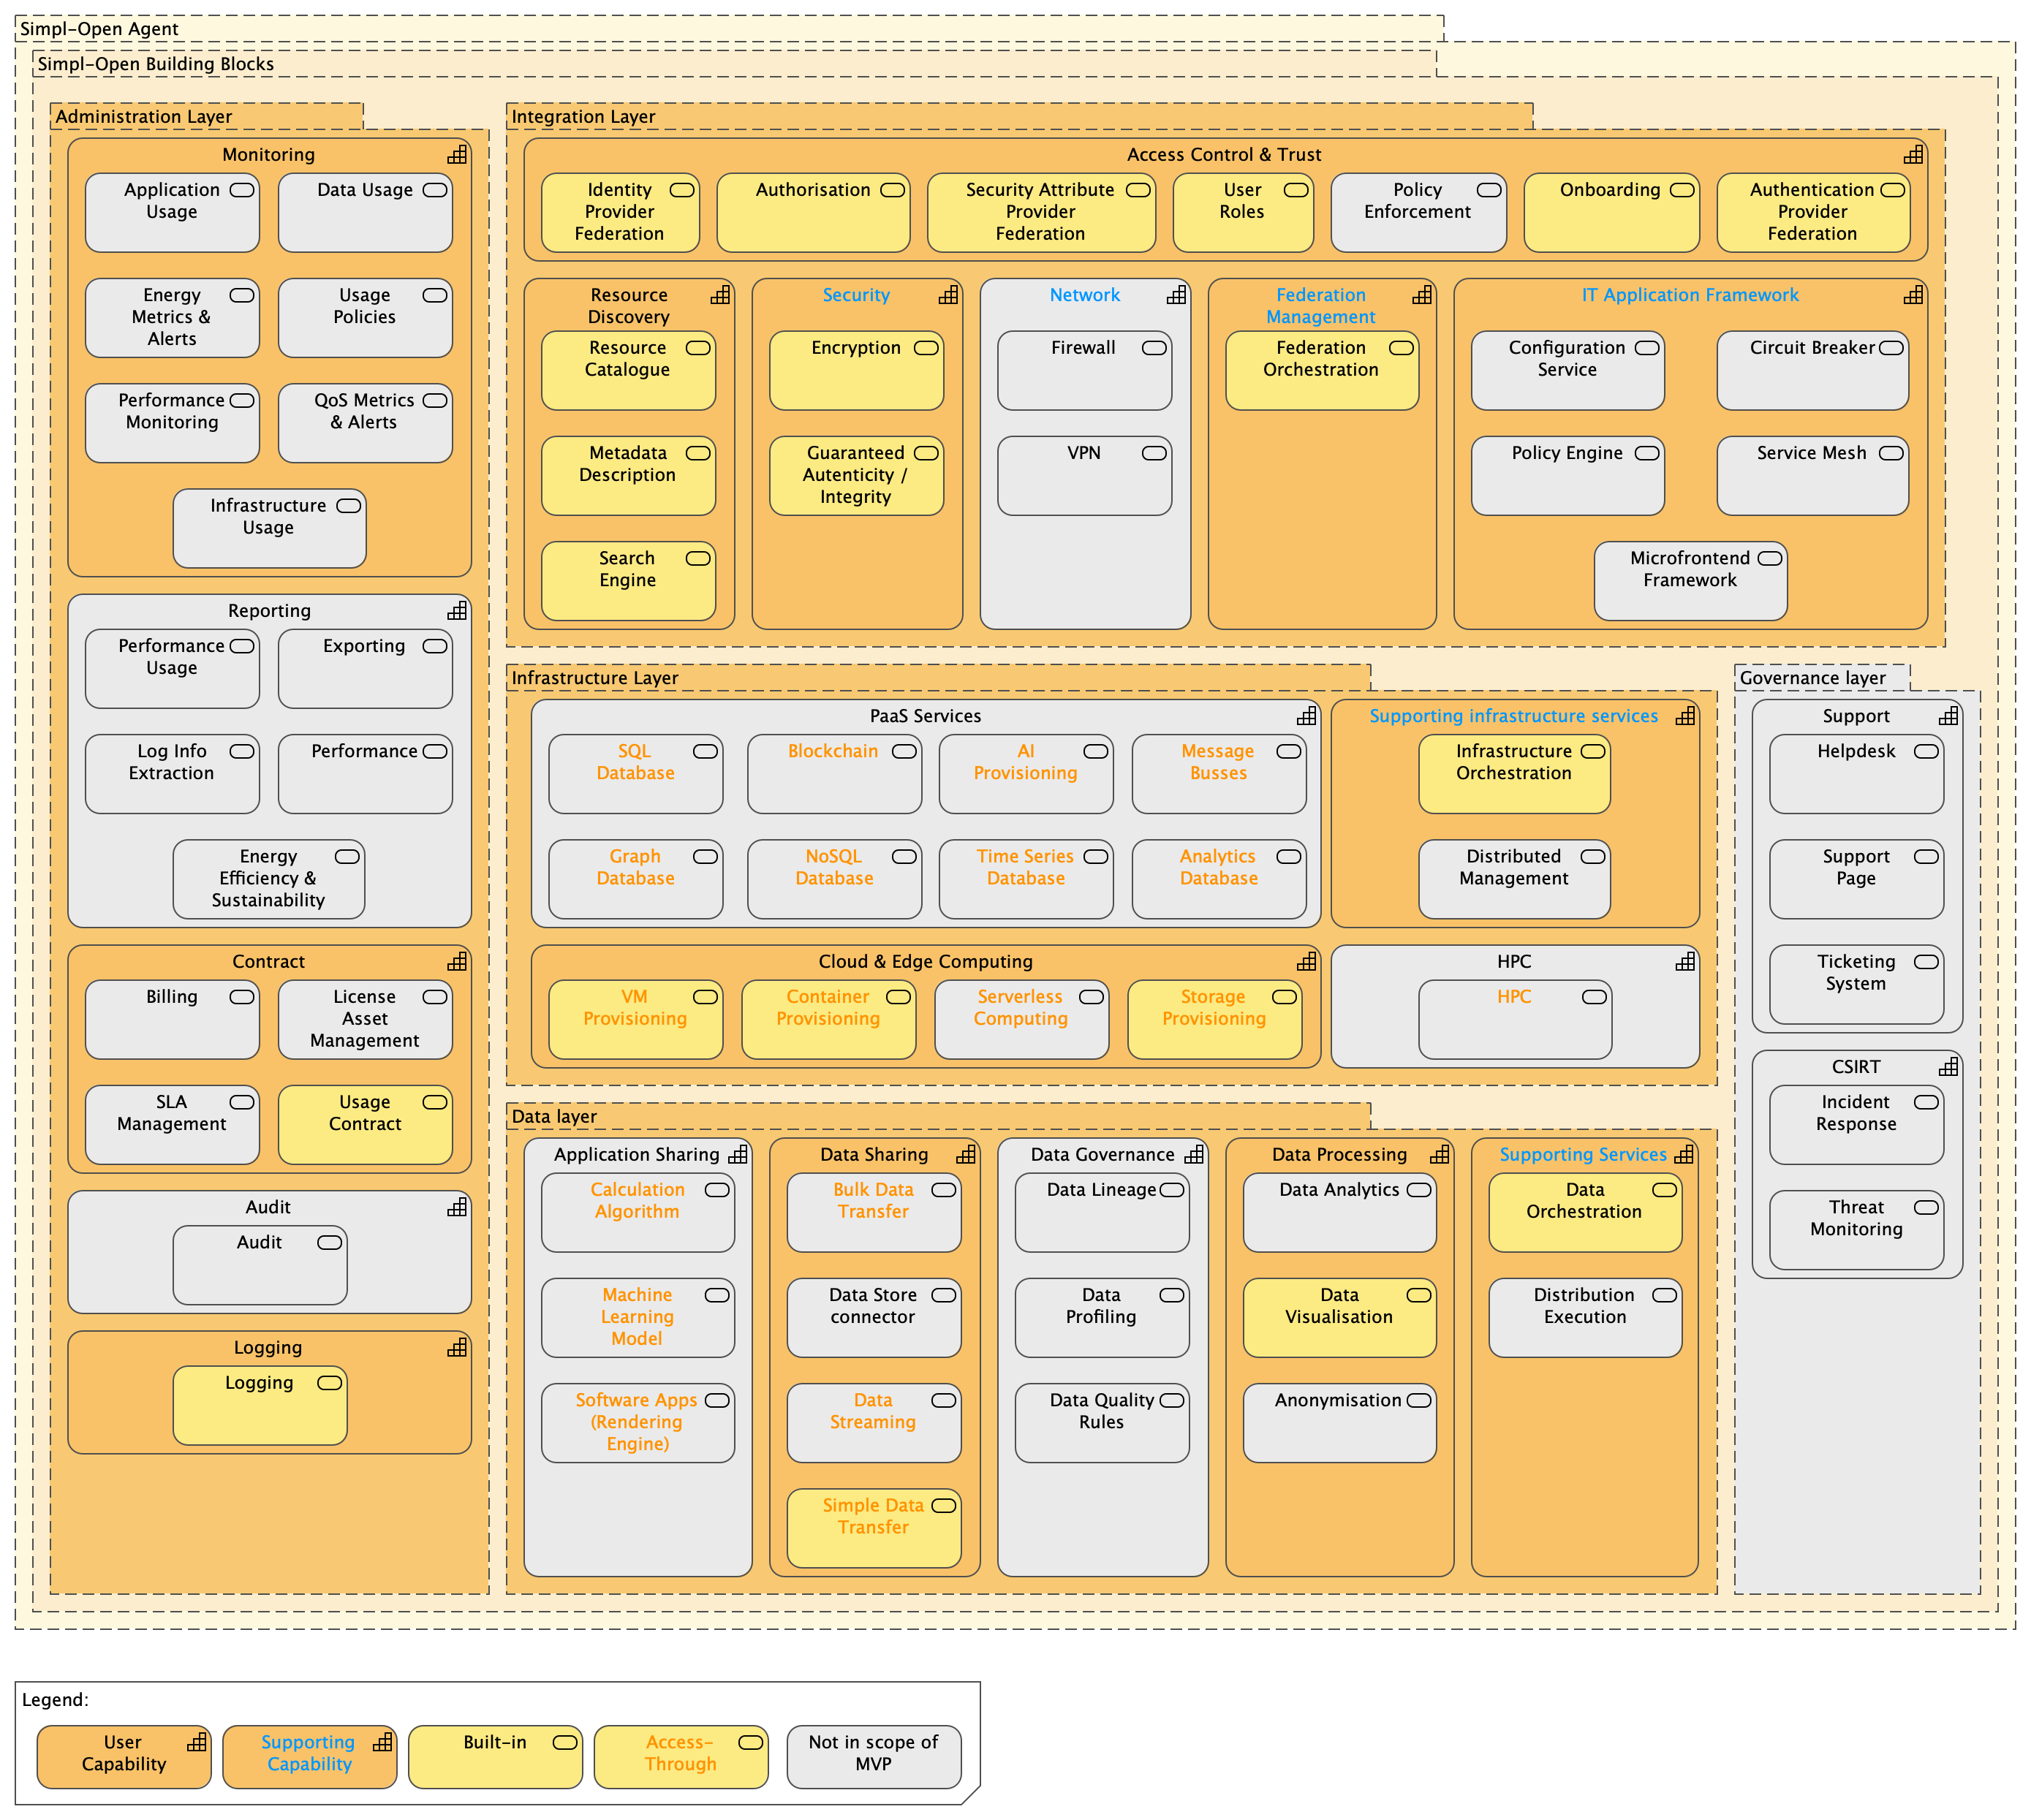 Simpl-Open Agent
Simpl-Open Building Blocks
Administration Layer
Monitoring
Application
Usage
Data Usage
Energy
Metrics &
Alerts
Usage
Policies
Performance
Monitoring
QoS Metrics
& Alerts
Infrastructure
Usage
Reporting
Performance
Usage
Exporting
Log Info
Extraction
Performance
Energy
Efficiency &
Sustainability
Contract
Billing
License
Asset
Management
SLA
Management
Usage
Contract
Audit
Audit
Logging
Logging
Integration Layer
Access Control & Trust
Identity
Provider
Federation
Authorisation
Security Attribute
Provider
Federation
User
Roles
Policy
Enforcement
Onboarding
Authentication
Provider
Federation
Resource
Discovery
Resource
Catalogue
Metadata
Description
Search
Engine
Security
Encryption
Guaranteed
Autenticity /
Integrity
Network
Firewall
VPN
Federation
Management
Federation
Orchestration
IT Application Framework
Configuration
Service
Circuit Breaker
Policy Engine
Service Mesh
Microfrontend
Framework
Infrastructure Layer
PaaS Services
SQL
Database
Blockchain
AI
Provisioning
Message
Busses
Graph
Database
NoSQL
Database
Time Series
Database
Analytics
Database
Supporting infrastructure services
Infrastructure
Orchestration
Distributed
Management
Cloud & Edge Computing
VM
Provisioning
Container
Provisioning
Serverless
Computing
Storage
Provisioning
HPC
HPC
Data layer
Application Sharing
Calculation
Algorithm
Machine
Learning
Model
Software Apps
(Rendering
Engine)
Data Sharing
Bulk Data
Transfer
Data Store
connector
Data
Streaming
Simple Data
Transfer
Data Governance
Data Lineage
Data
Profiling
Data Quality
Rules
Data Processing
Data Analytics
Data
Visualisation
Anonymisation
Supporting Services
Data
Orchestration
Distribution
Execution
Governance layer
Support
Helpdesk
Support
Page
Ticketing
System
CSIRT
Incident
Response
Threat
Monitoring
Legend:
User
Capability
Supporting
Capability
Built-in
Access-
Through
Not in scope of
MVP